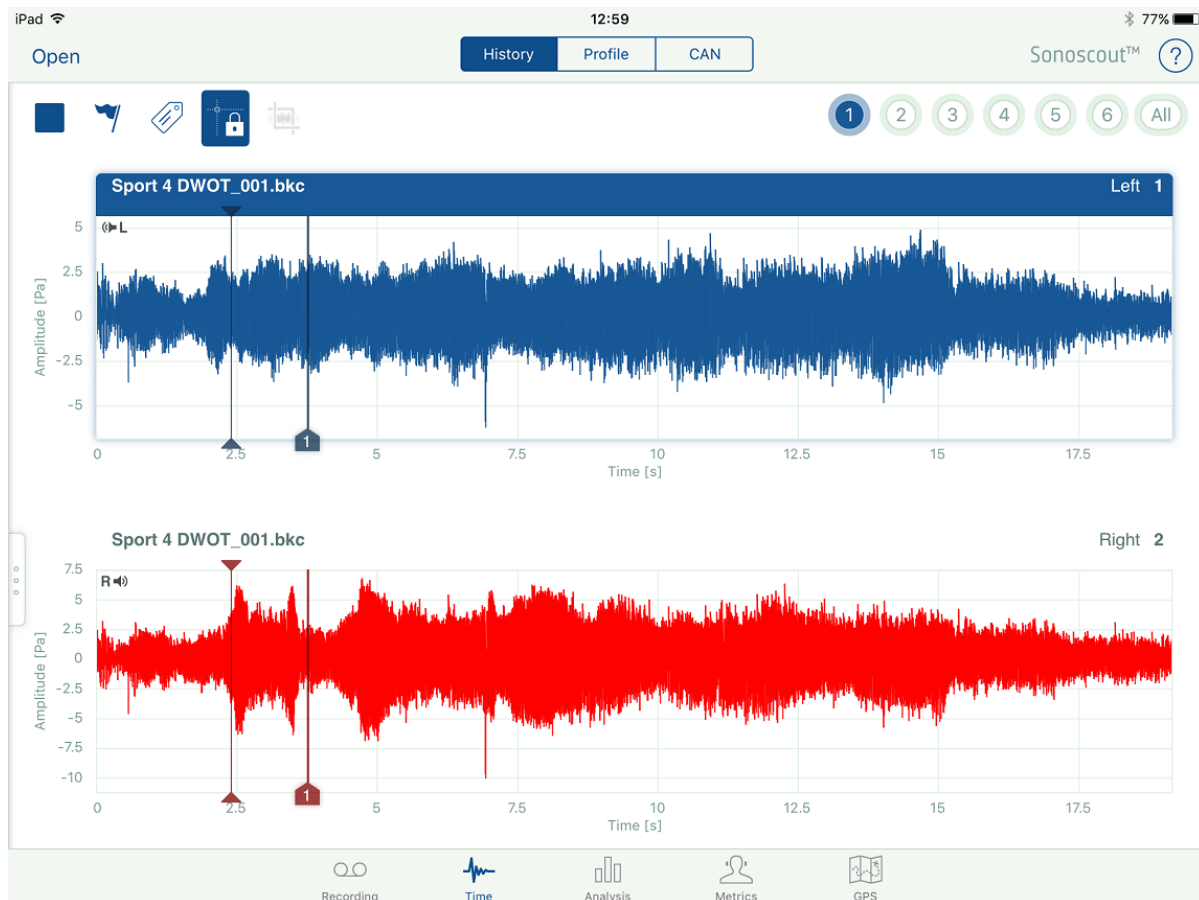 iPad 12:59 77%
Open History Profile CAN Sonoscout™ ?
1 2 3 4 5 6 All
Sport 4 DWOT_001.bkc Left 1
L
5
2.5
0
-2.5
-5
Amplitude [Pa]
1
0 2.5 5 7.5 10 12.5 15 17.5
Time [s]
Sport 4 DWOT_001.bkc Right 2
R
7.5
5
2.5
0
-2.5
-5
-7.5
-10
Amplitude [Pa]
1
0 2.5 5 7.5 10 12.5 15 17.5
Time [s]
Recording Time Analysis Metrics GPS